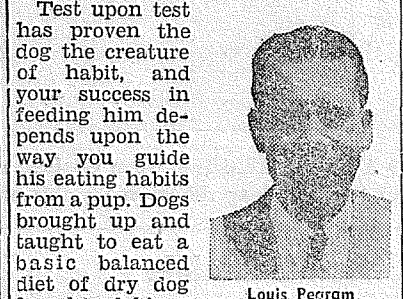 Test upon test
has proven the
dog the creature
of habit, and
your success in
feeding him de-
pends upon the
way you guide
his eating habits
from a pup. Dogs
brought up and
taught to eat a
basic balanced
diet of dry dog
Louis Pegram